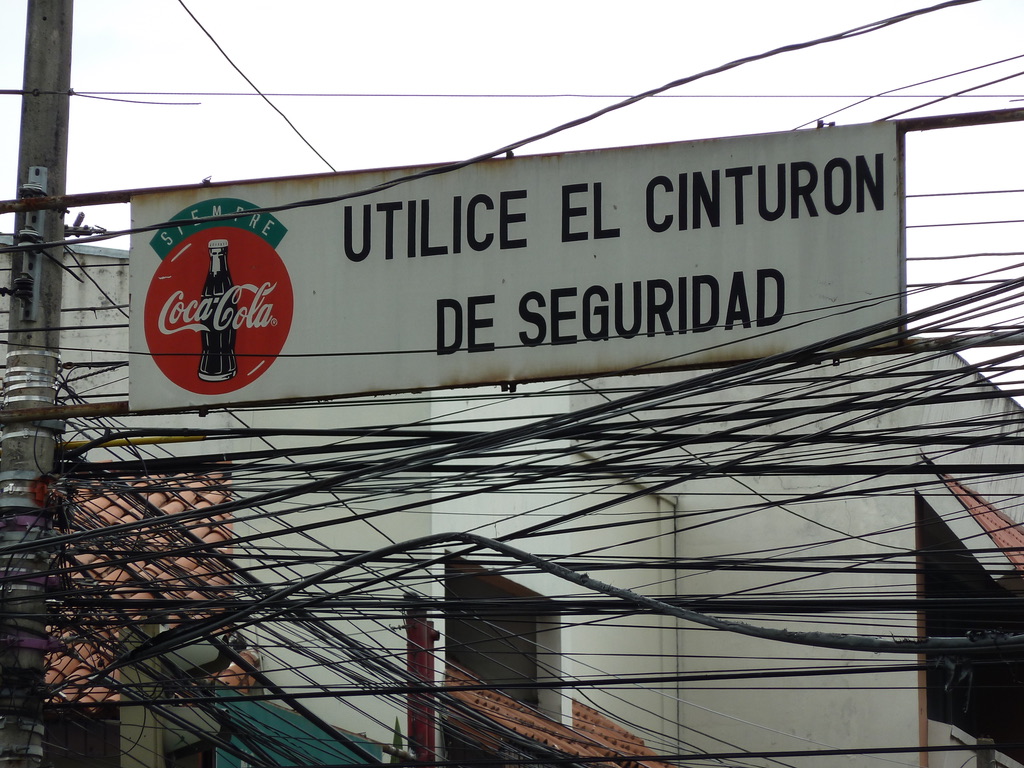 SIEMPRE
Coca-Cola®
UTILICE EL CINTURON
DE SEGURIDAD